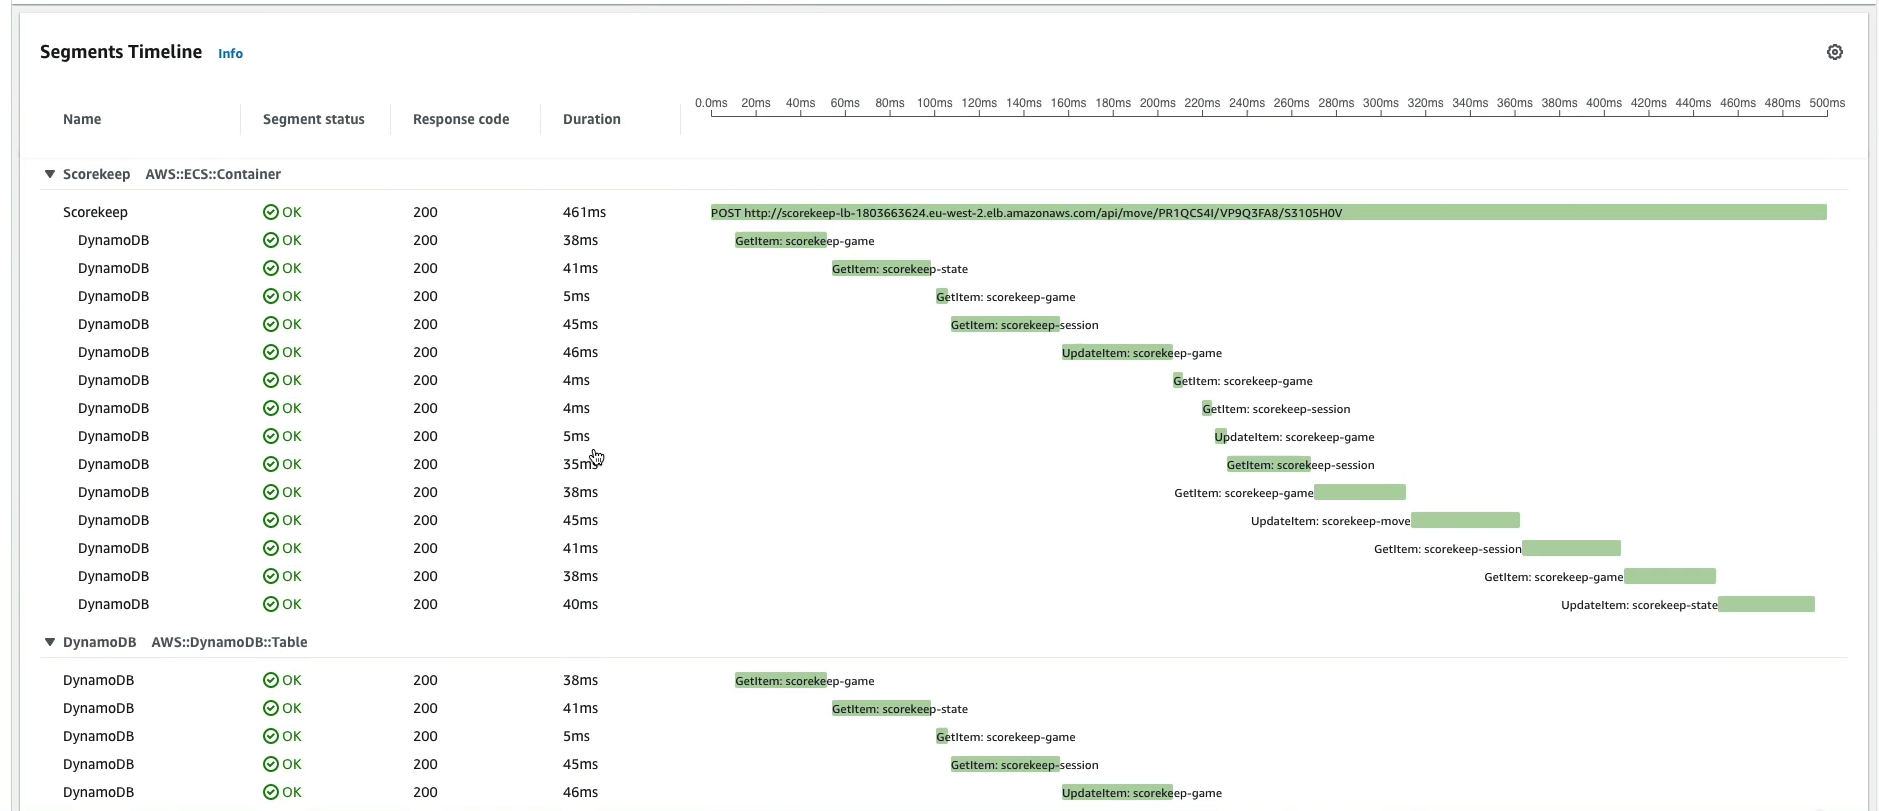 Segments Timeline Info
0.0ms 20ms 40ms 60ms 80ms 100ms 120ms 140ms 160ms 180ms 200ms 220ms 240ms 260ms 280ms 300ms 320ms 340ms 360ms 380ms 400ms 420ms 440ms 460ms 480ms 500ms
Name Segment status Response code Duration
Scorekeep AWS::ECS::Container
Scorekeep OK 200 461ms POST http://scorekeep-lb-1803663624.eu-west-2.elb.amazonaws.com/api/move/PR1QCS4I/VP9Q3FA8/S3105H0V
DynamoDB OK 200 38ms GetItem: scorekeep-game
DynamoDB OK 200 41ms GetItem: scorekeep-state
DynamoDB OK 200 5ms GetItem: scorekeep-game
DynamoDB OK 200 45ms GetItem: scorekeep-session
DynamoDB OK 200 46ms UpdateItem: scorekeep-game
DynamoDB OK 200 4ms GetItem: scorekeep-game
DynamoDB OK 200 4ms GetItem: scorekeep-session
DynamoDB OK 200 5ms UpdateItem: scorekeep-game
DynamoDB OK 200 35ms GetItem: scorekeep-session
DynamoDB OK 200 38ms GetItem: scorekeep-game
DynamoDB OK 200 45ms UpdateItem: scorekeep-move
DynamoDB OK 200 41ms GetItem: scorekeep-session
DynamoDB OK 200 38ms GetItem: scorekeep-game
DynamoDB OK 200 40ms UpdateItem: scorekeep-state
DynamoDB AWS::DynamoDB::Table
DynamoDB OK 200 38ms GetItem: scorekeep-game
DynamoDB OK 200 41ms GetItem: scorekeep-state
DynamoDB OK 200 5ms GetItem: scorekeep-game
DynamoDB OK 200 45ms GetItem: scorekeep-session
DynamoDB OK 200 46ms UpdateItem: scorekeep-game